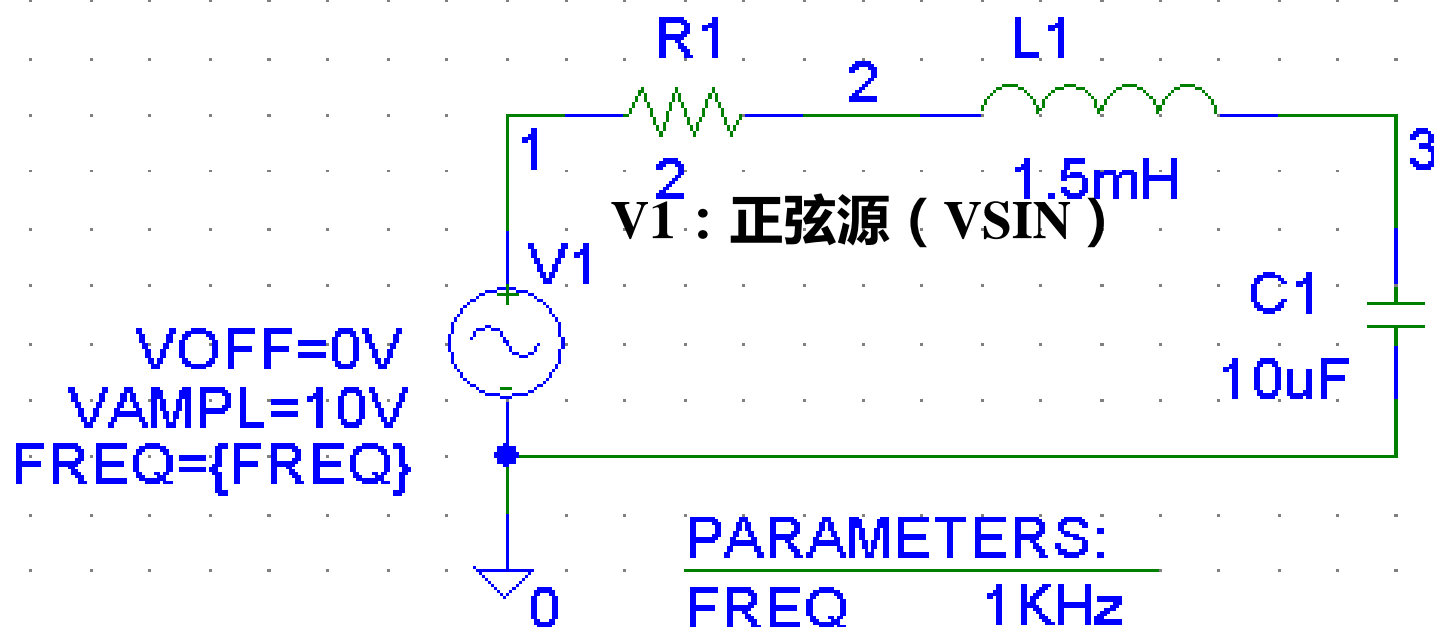 R1
L1
2
1
3
2
1.5mH
V1：正弦源（VSIN）
V1
C1
VOFF=0V
10uF
VAMPL=10V
FREQ={FREQ}
PARAMETERS:
0
FREQ 1KHz